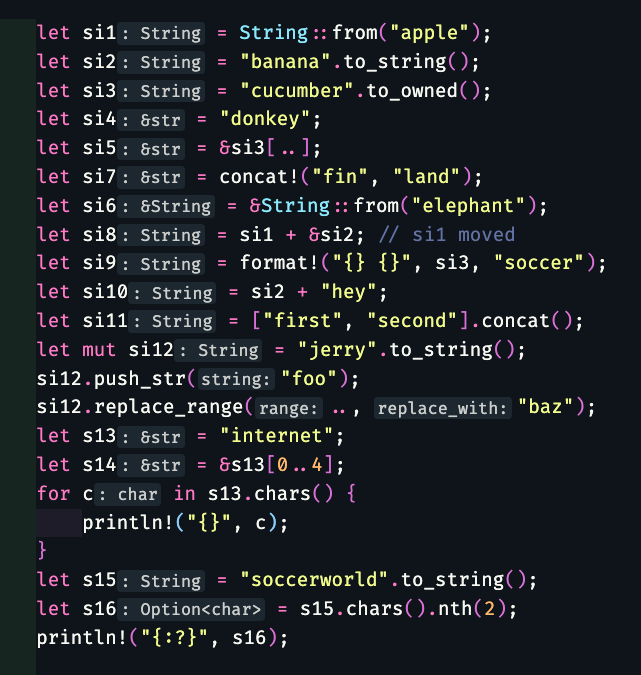 let si1: String = String::from("apple");
let si2: String = "banana".to_string();
let si3: String = "cucumber".to_owned();
let si4: &str = "donkey";
let si5: &str = &si3[..];
let si7: &str = concat!("fin", "land");
let si6: &String = &String::from("elephant");
let si8: String = si1 + &si2; // si1 moved
let si9: String = format!("{} {}", si3, "soccer");
let si10: String = si2 + "hey";
let si11: String = ["first", "second"].concat();
let mut si12: String = "jerry".to_string();
si12.push_str(string: "foo");
si12.replace_range(range: .., replace_with: "baz");
let s13: &str = "internet";
let s14: &str = &s13[0..4];
for c: char in s13.chars() {
    println!("{}", c);
}
let s15: String = "soccerworld".to_string();
let s16: Option<char> = s15.chars().nth(2);
println!("{:?}", s16);